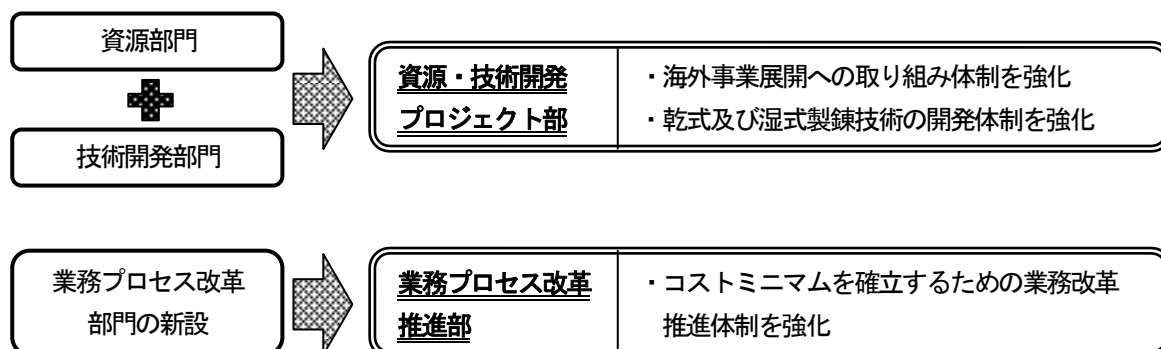 資源部門
技術開発部門
資源・技術開発
プロジェクト部
・海外事業展開への取り組み体制を強化
・乾式及び湿式製錬技術の開発体制を強化
業務プロセス改革
部門の新設
業務プロセス改革
推進部
・コストミニマムを確立するための業務改革
推進体制を強化